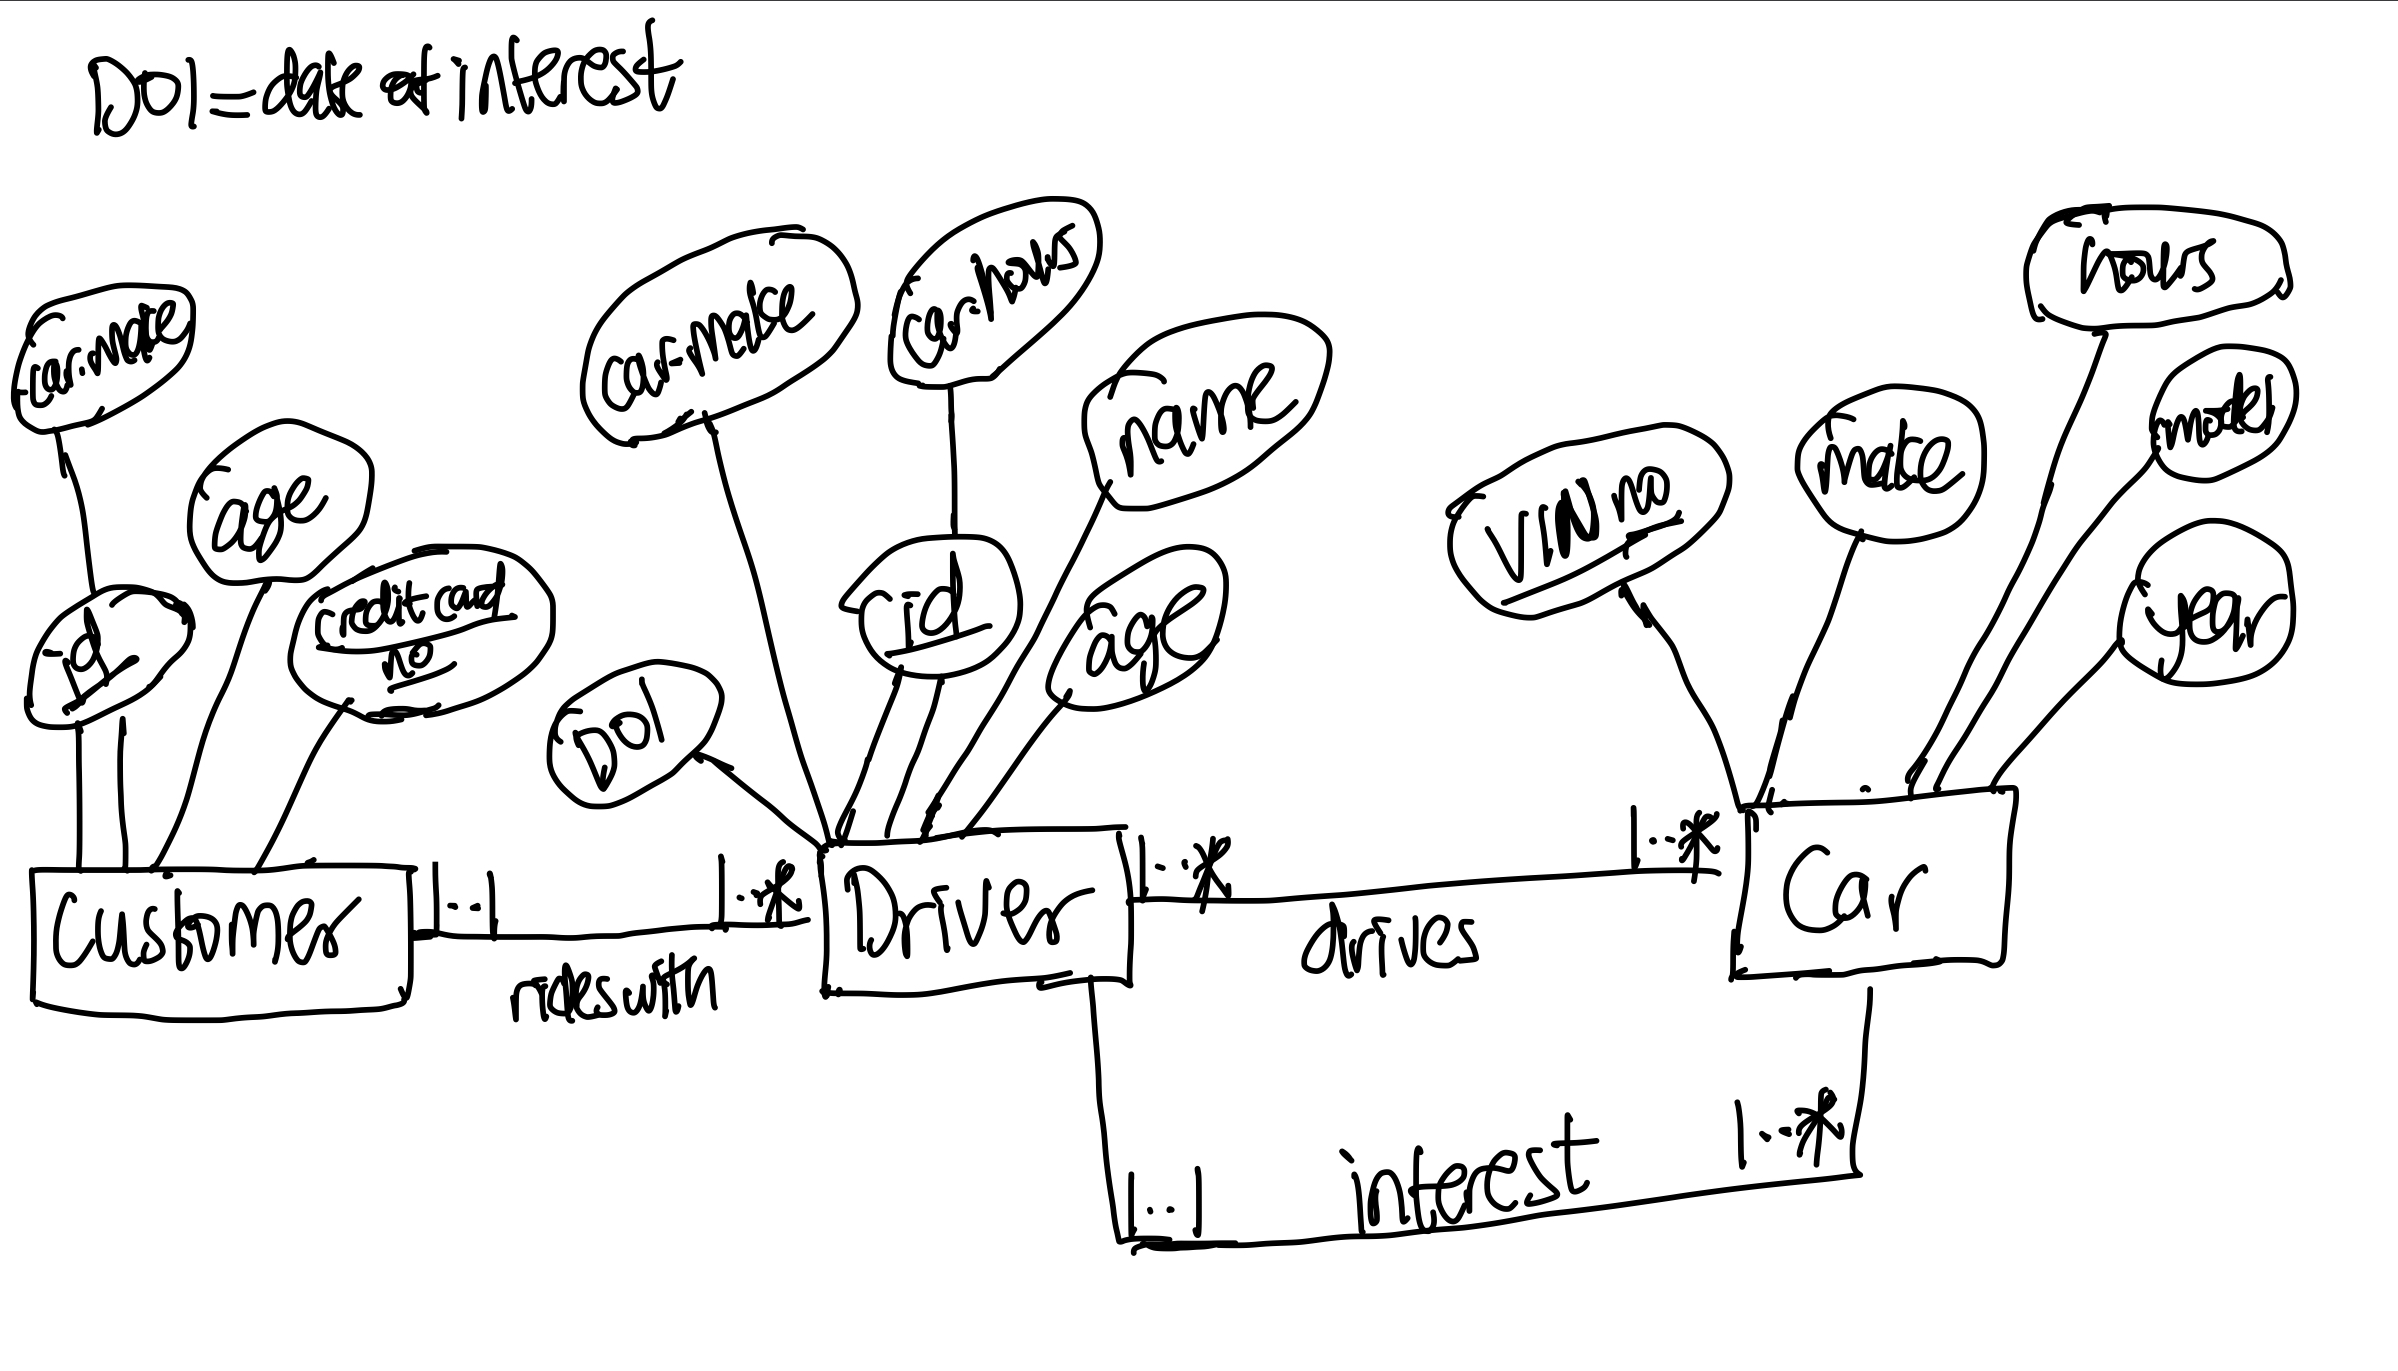 DOI = date of interest
car.make
age
id
credit card
no
car.make
car.hours
name
id
age
DOI
VIN no
make
hours
model
year
Customer
1..1
1..*
rides with
Driver
1..*
1..*
drives
Car
1..1
interest
1..*